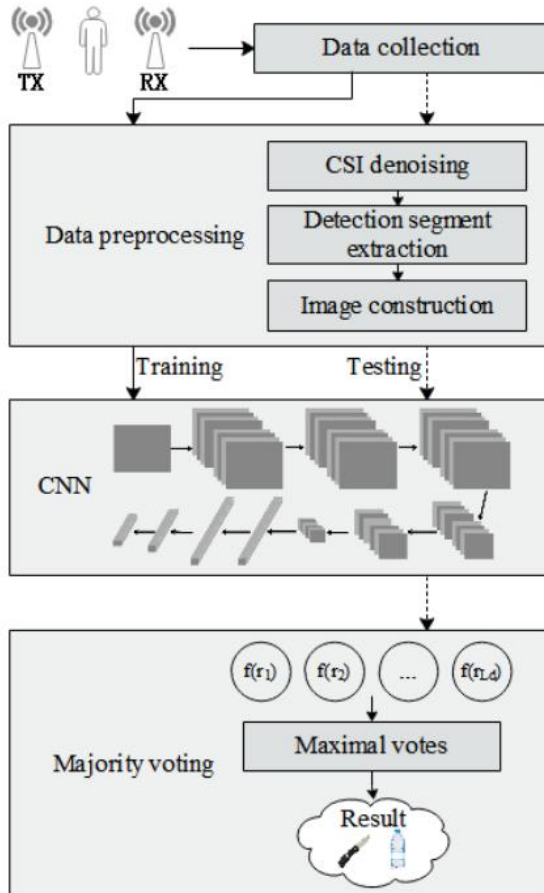 TX
RX
Data collection
CSI denoising
Data preprocessing
Detection segment
extraction
Image construction
Training
Testing
CNN
f(r1)
f(r2)
...
f(rLd)
Majority voting
Maximal votes
Result